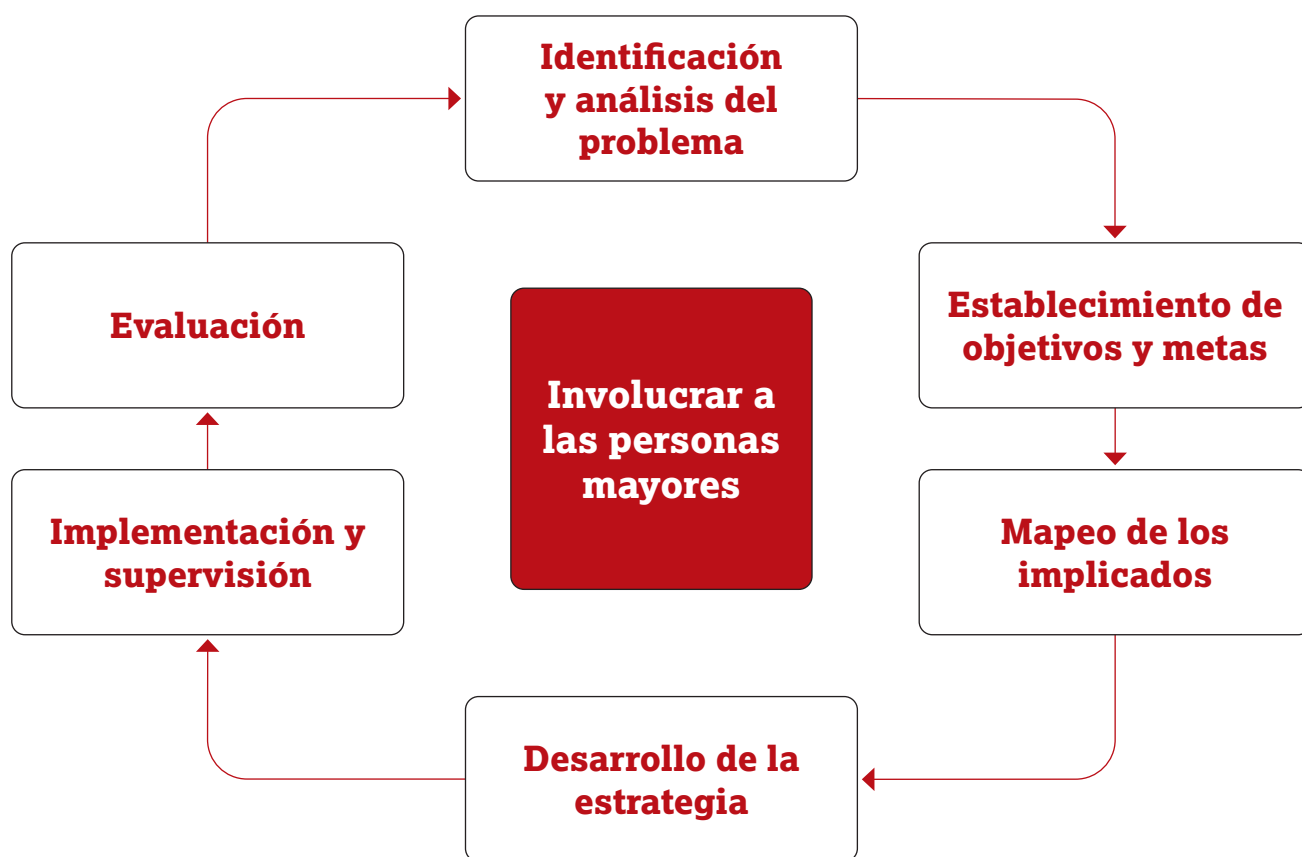 Identificación
y análisis del
problema
Establecimiento de
objetivos y metas
Mapeo de los
implicados
Desarrollo de la
estrategia
Implementación y
supervisión
Evaluación
Involucrar a
las personas
mayores